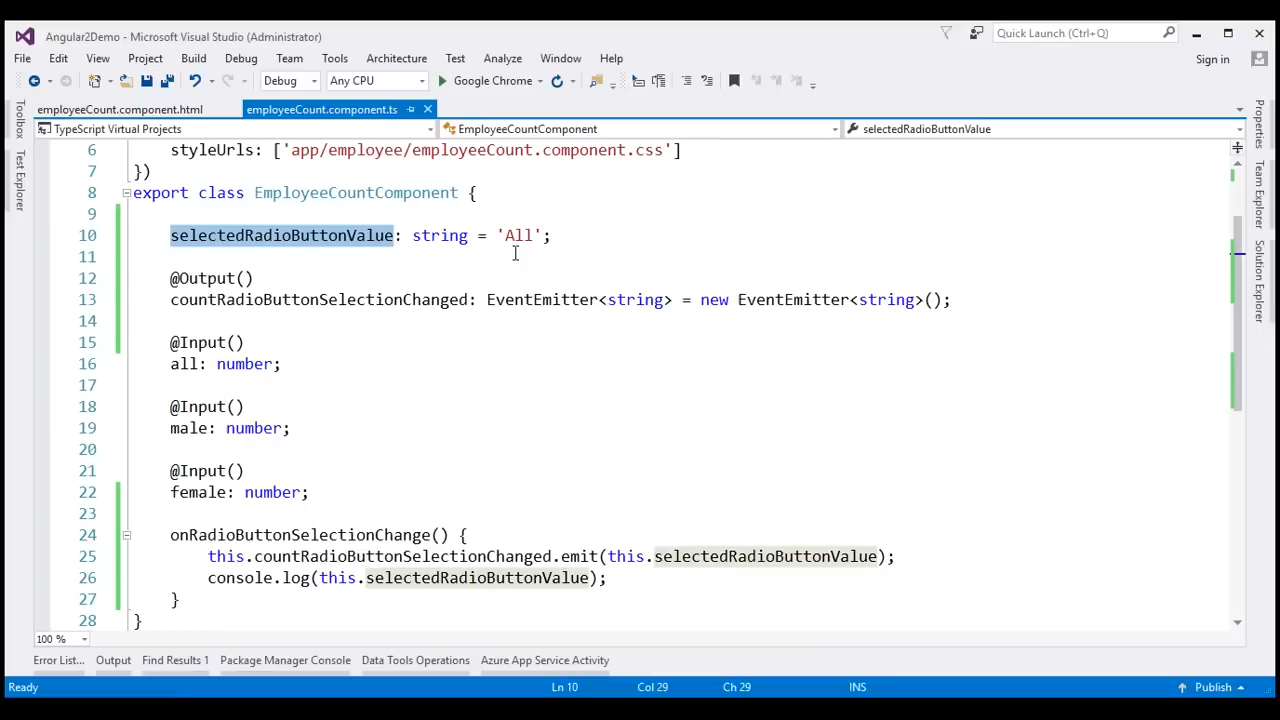 Angular2Demo - Microsoft Visual Studio (Administrator)
Quick Launch (Ctrl+Q)
File Edit View Project Build Debug Team Tools Architecture Test Analyze Window Help
Sign in
Debug Any CPU Google Chrome
employeeCount.component.html employeeCount.component.ts
TypeScript Virtual Projects EmployeeCountComponent selectedRadioButtonValue
Toolbox
Test Explorer
Properties
Team Explorer
Solution Explorer
6 styleUrls: ['app/employee/employeeCount.component.css']
7 })
8 export class EmployeeCountComponent {
9
10 selectedRadioButtonValue: string = 'All';
11
12 @Output()
13 countRadioButtonSelectionChanged: EventEmitter<string> = new EventEmitter<string>();
14
15 @Input()
16 all: number;
17
18 @Input()
19 male: number;
20
21 @Input()
22 female: number;
23
24 onRadioButtonSelectionChange() {
25 this.countRadioButtonSelectionChanged.emit(this.selectedRadioButtonValue);
26 console.log(this.selectedRadioButtonValue);
27 }
28 }
100 %
Error List... Output Find Results 1 Package Manager Console Data Tools Operations Azure App Service Activity
Ready Ln 10 Col 29 Ch 29 INS Publish